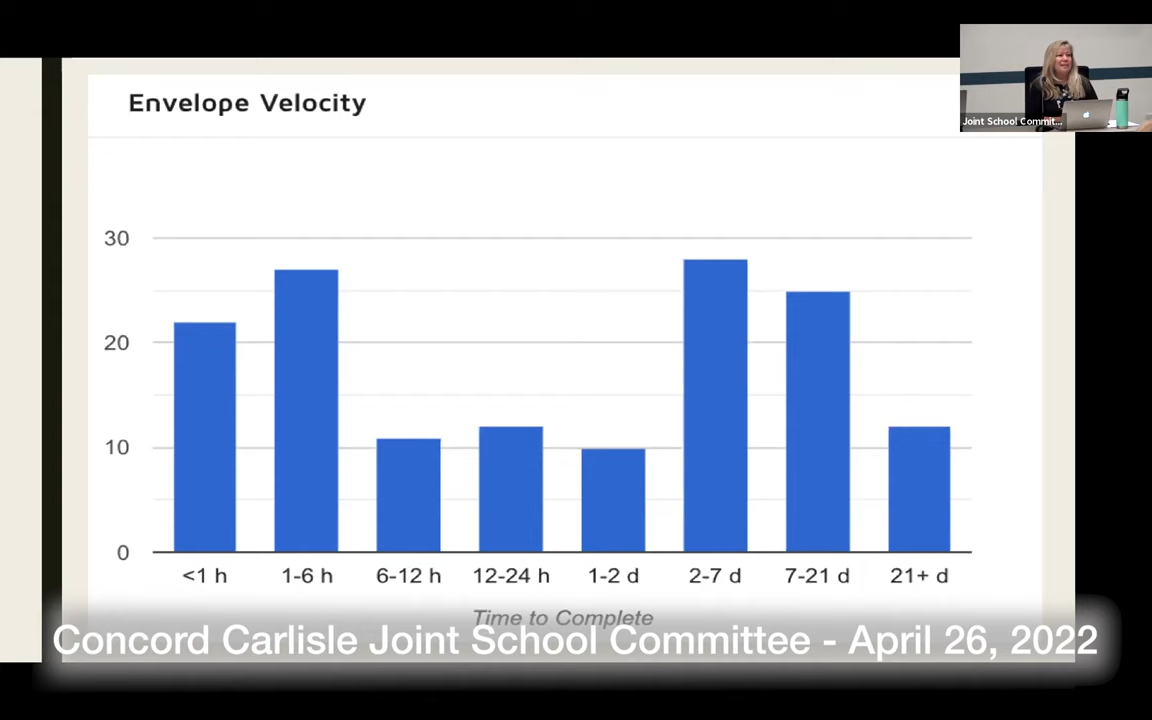 Envelope Velocity
Joint School Commit...
30
20
10
0
<1 h 1-6 h 6-12 h 12-24 h 1-2 d 2-7 d 7-21 d 21+ d
Time to Complete
Concord Carlisle Joint School Committee - April 26, 2022